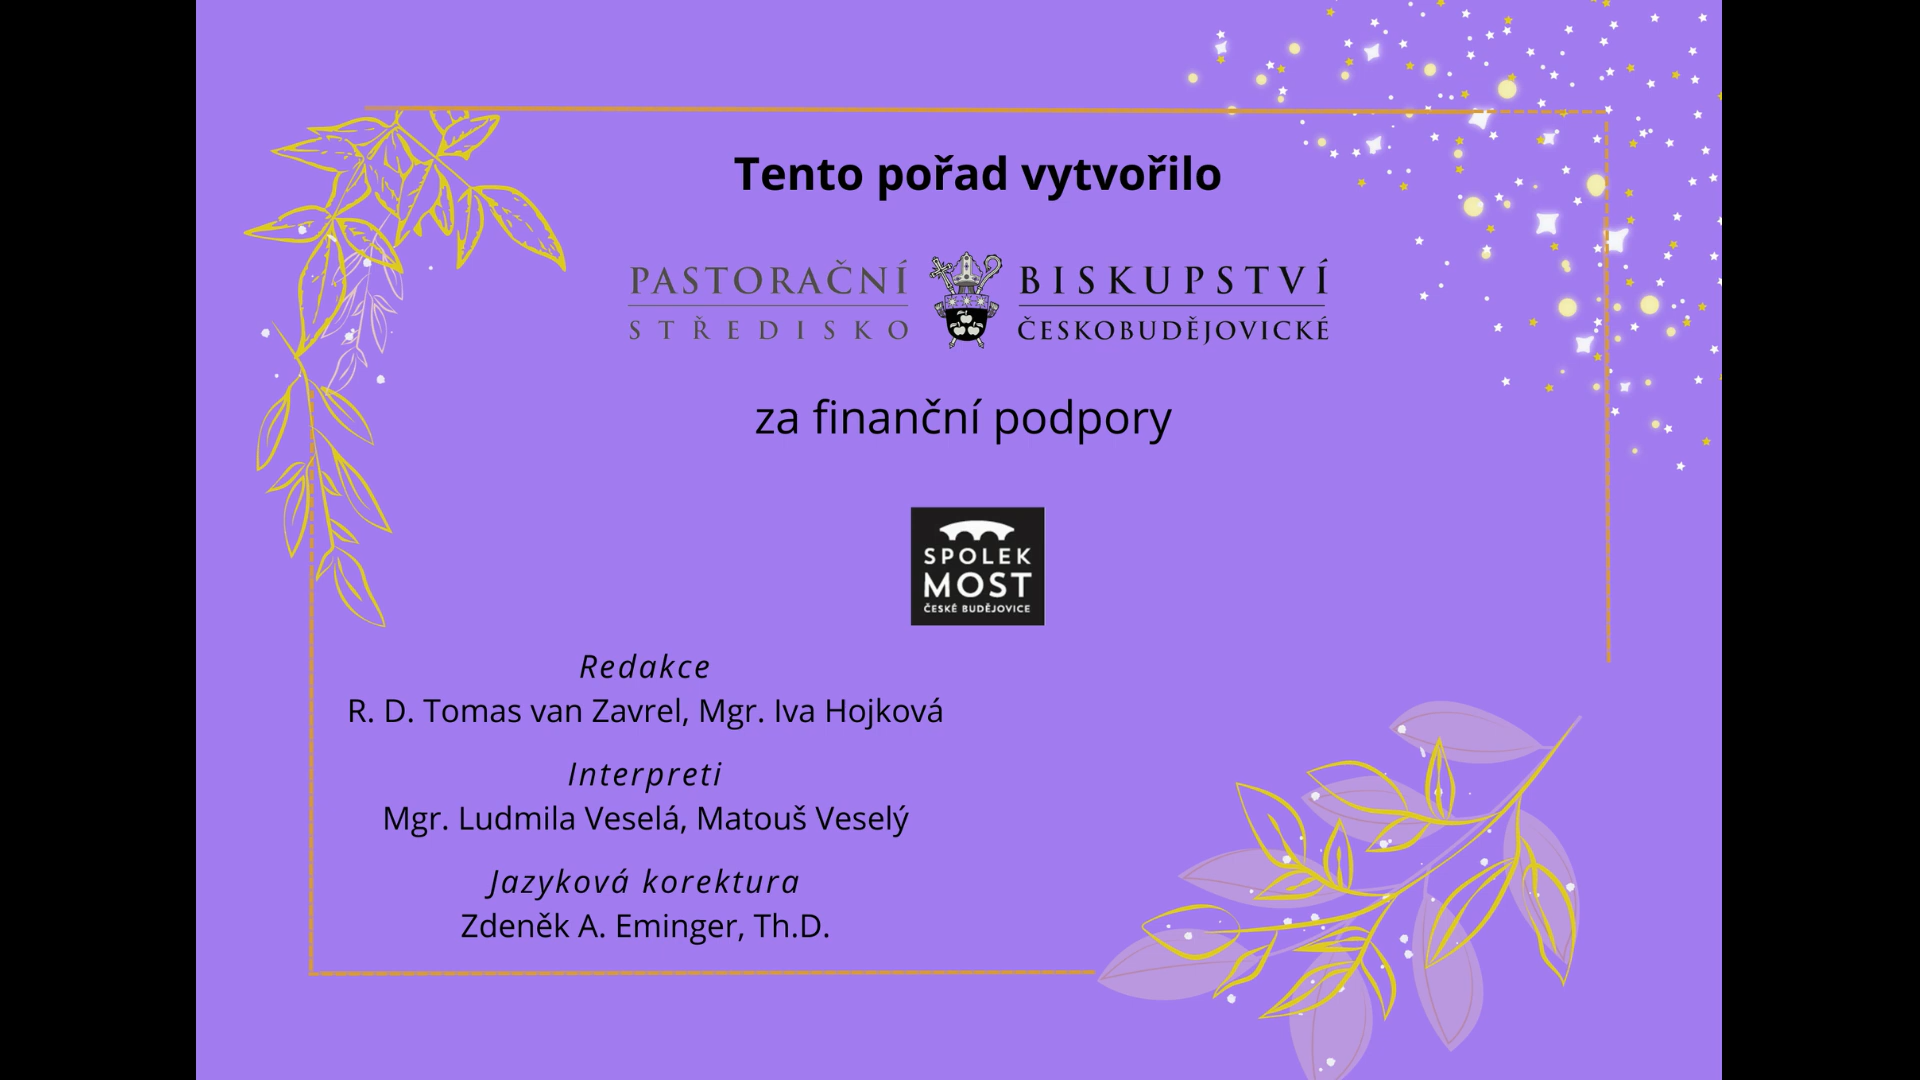 Tento pořad vytvořilo
PASTORAČNÍ
STŘEDISKO
BISKUPSTVÍ
ČESKOBUDĚJOVICKÉ
za finanční podpory
SPOLEK
MOST
ČESKÉ BUDĚJOVICE
Redakce
R. D. Tomas van Zavrel, Mgr. Iva Hojková
Interpreti
Mgr. Ludmila Veselá, Matouš Veselý
Jazyková korektura
Zdeněk A. Eminger, Th.D.